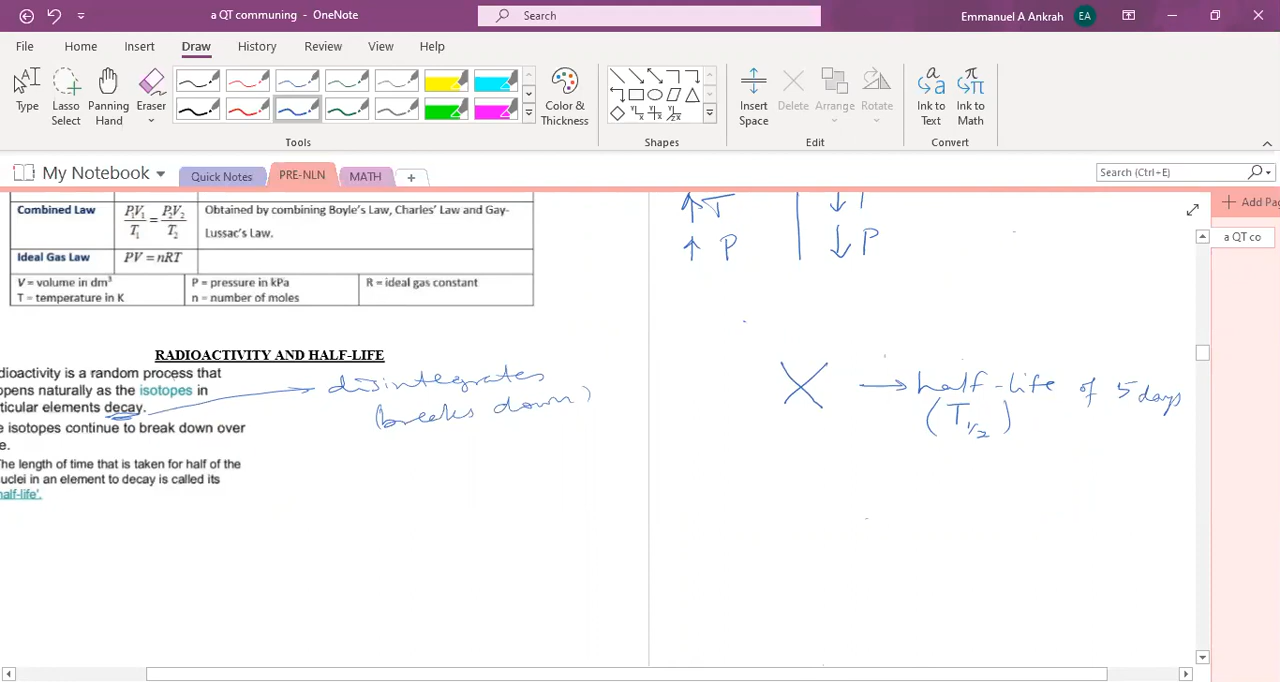 a QT communing - OneNote
Search
Emmanuel A Ankrah
EA
File
Home
Insert
Draw
History
Review
View
Help
Type
Lasso
Select
Panning
Hand
Eraser
Color &
Thickness
Insert
Space
Delete
Arrange
Rotate
Ink to
Text
Ink to
Math
Tools
Shapes
Edit
Convert
My Notebook
Quick Notes
PRE-NLN
MATH
Search (Ctrl+E)
Add Pag
a QT co
Combined Law
P₁V₁/T₁ = P₂V₂/T₂
Obtained by combining Boyle's Law, Charles' Law and Gay-
Lussac's Law.
Ideal Gas Law
PV = nRT
V = volume in dm³
T = temperature in K
P = pressure in kPa
n = number of moles
R = ideal gas constant
↑ T
↑ P
↓ P
RADIOACTIVITY AND HALF-LIFE
dioactivity is a random process that
opens naturally as the isotopes in
rticular elements decay.
e isotopes continue to break down over
e.
The length of time that is taken for half of the
uclei in an element to decay is called its
half-life'.
disintegrates
(breaks down)
X → half-life of 5 days
(T 1/2)